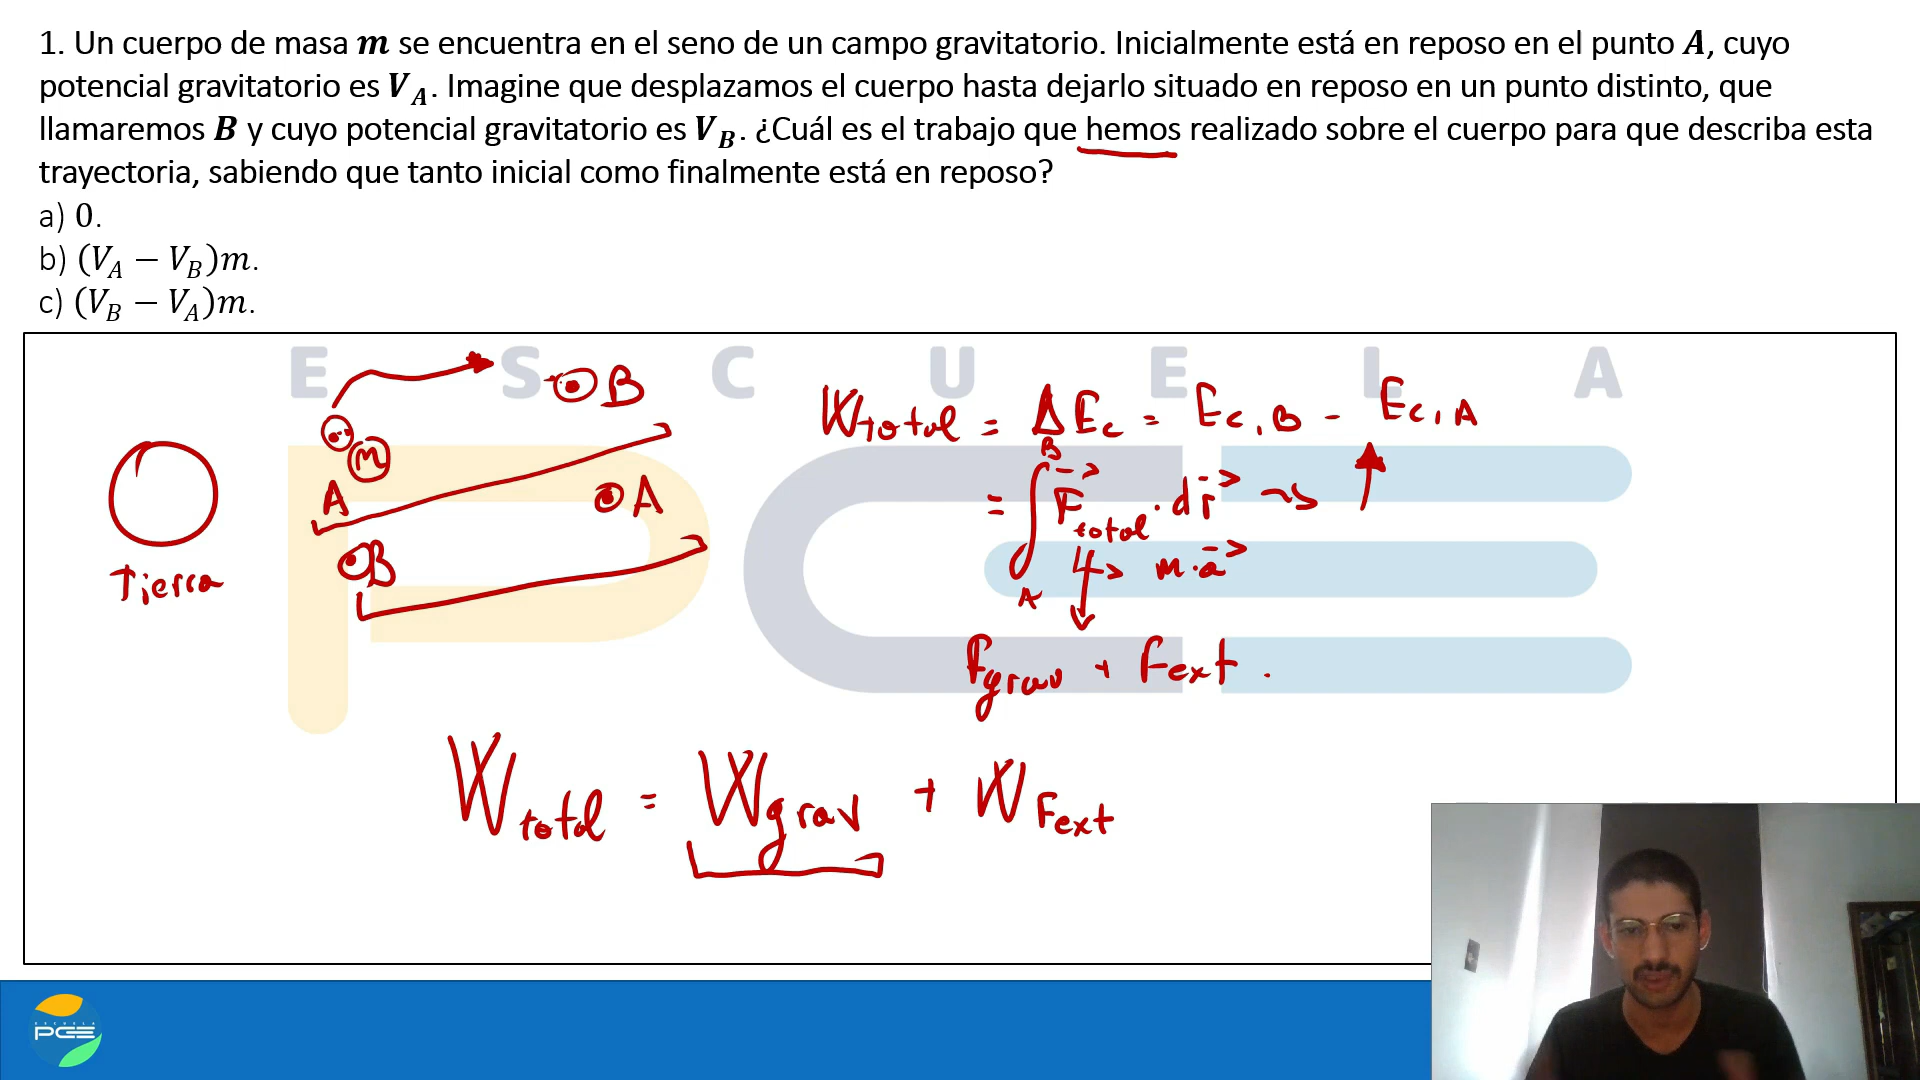 1. Un cuerpo de masa m se encuentra en el seno de un campo gravitatorio. Inicialmente está en reposo en el punto A, cuyo
potencial gravitatorio es V_A. Imagine que desplazamos el cuerpo hasta dejarlo situado en reposo en un punto distinto, que
llamaremos B y cuyo potencial gravitatorio es V_B. ¿Cuál es el trabajo que hemos realizado sobre el cuerpo para que describa esta
trayectoria, sabiendo que tanto inicial como finalmente está en reposo?
a) 0.
b) (V_A − V_B)m.
c) (V_B − V_A)m.
E S C U E L A
B
m
A
A
B
Tierra
W_total = ΔE_c = E_c,B - E_c,A
= ∫_A^B F⃗_total · dr⃗
m·a⃗
F_grav + F_ext.
W_total = W_grav + W_Fext
ESCUELA
PCE